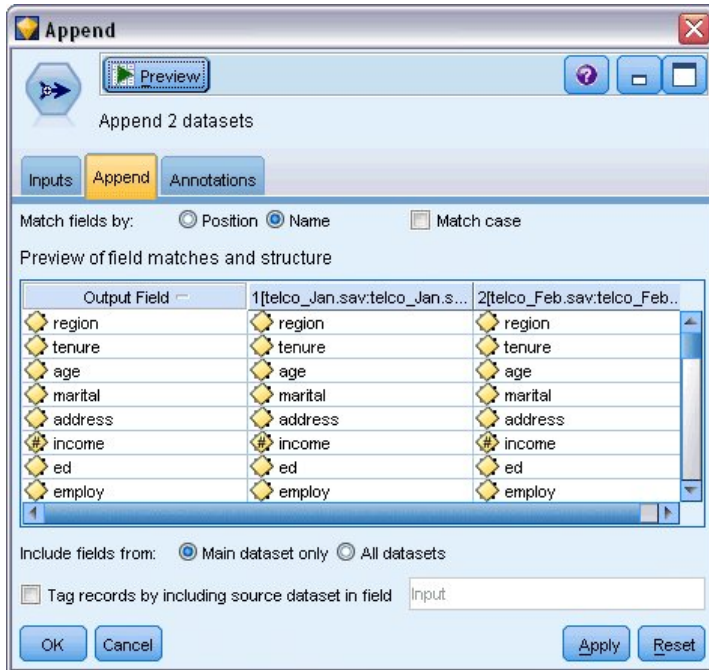 Append
Preview
?
Append 2 datasets
Inputs Append Annotations
Match fields by: Position Name Match case
Preview of field matches and structure
Output Field 1[telco_Jan.sav:telco_Jan.s... 2[telco_Feb.sav:telco_Feb..
region region region
tenure tenure tenure
age age age
marital marital marital
address address address
# income # income # income
ed ed ed
employ employ employ
Include fields from: Main dataset only All datasets
Tag records by including source dataset in field Input
OK Cancel Apply Reset